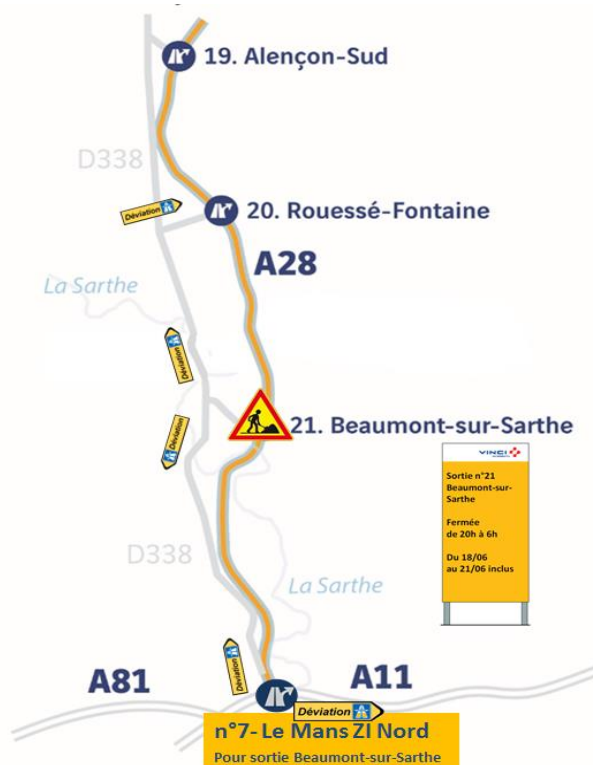 19. Alençon-Sud
D338
Déviation
20. Rouessé-Fontaine
A28
La Sarthe
Déviation
21. Beaumont-sur-Sarthe
Déviation
VINCI
Sortie n°21
Beaumont-sur-
Sarthe
Fermée
de 20h à 6h
Du 18/06
au 21/06 inclus
D338
La Sarthe
Déviation
A81
A11
Déviation
n°7- Le Mans ZI Nord
Pour sortie Beaumont-sur-Sarthe